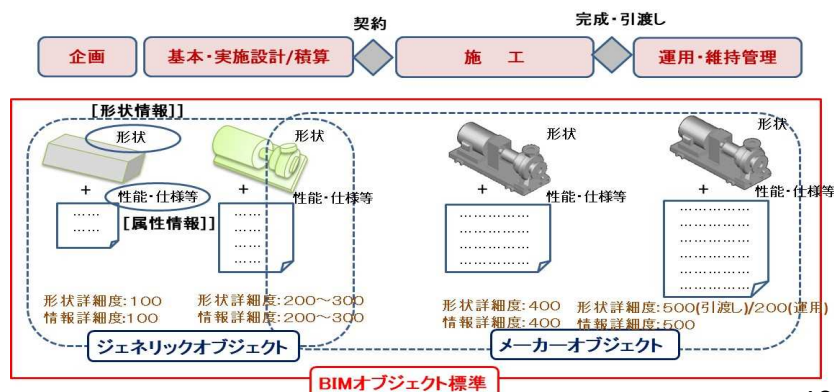 契約
完成・引渡し
企画
基本・実施設計/積算
施 工
運用・維持管理
[形状情報]]
形状
形状
形状
形状
+
+
+
+
性能・仕様等
性能・仕様等
性能・仕様等
性能・仕様等
[属性情報]]
形状詳細度:100
情報詳細度:100
形状詳細度:200～300
情報詳細度:200～300
形状詳細度:400
情報詳細度:400
形状詳細度:500(引渡し)/200(運用)
情報詳細度:500
ジェネリックオブジェクト
メーカーオブジェクト
BIMオブジェクト標準